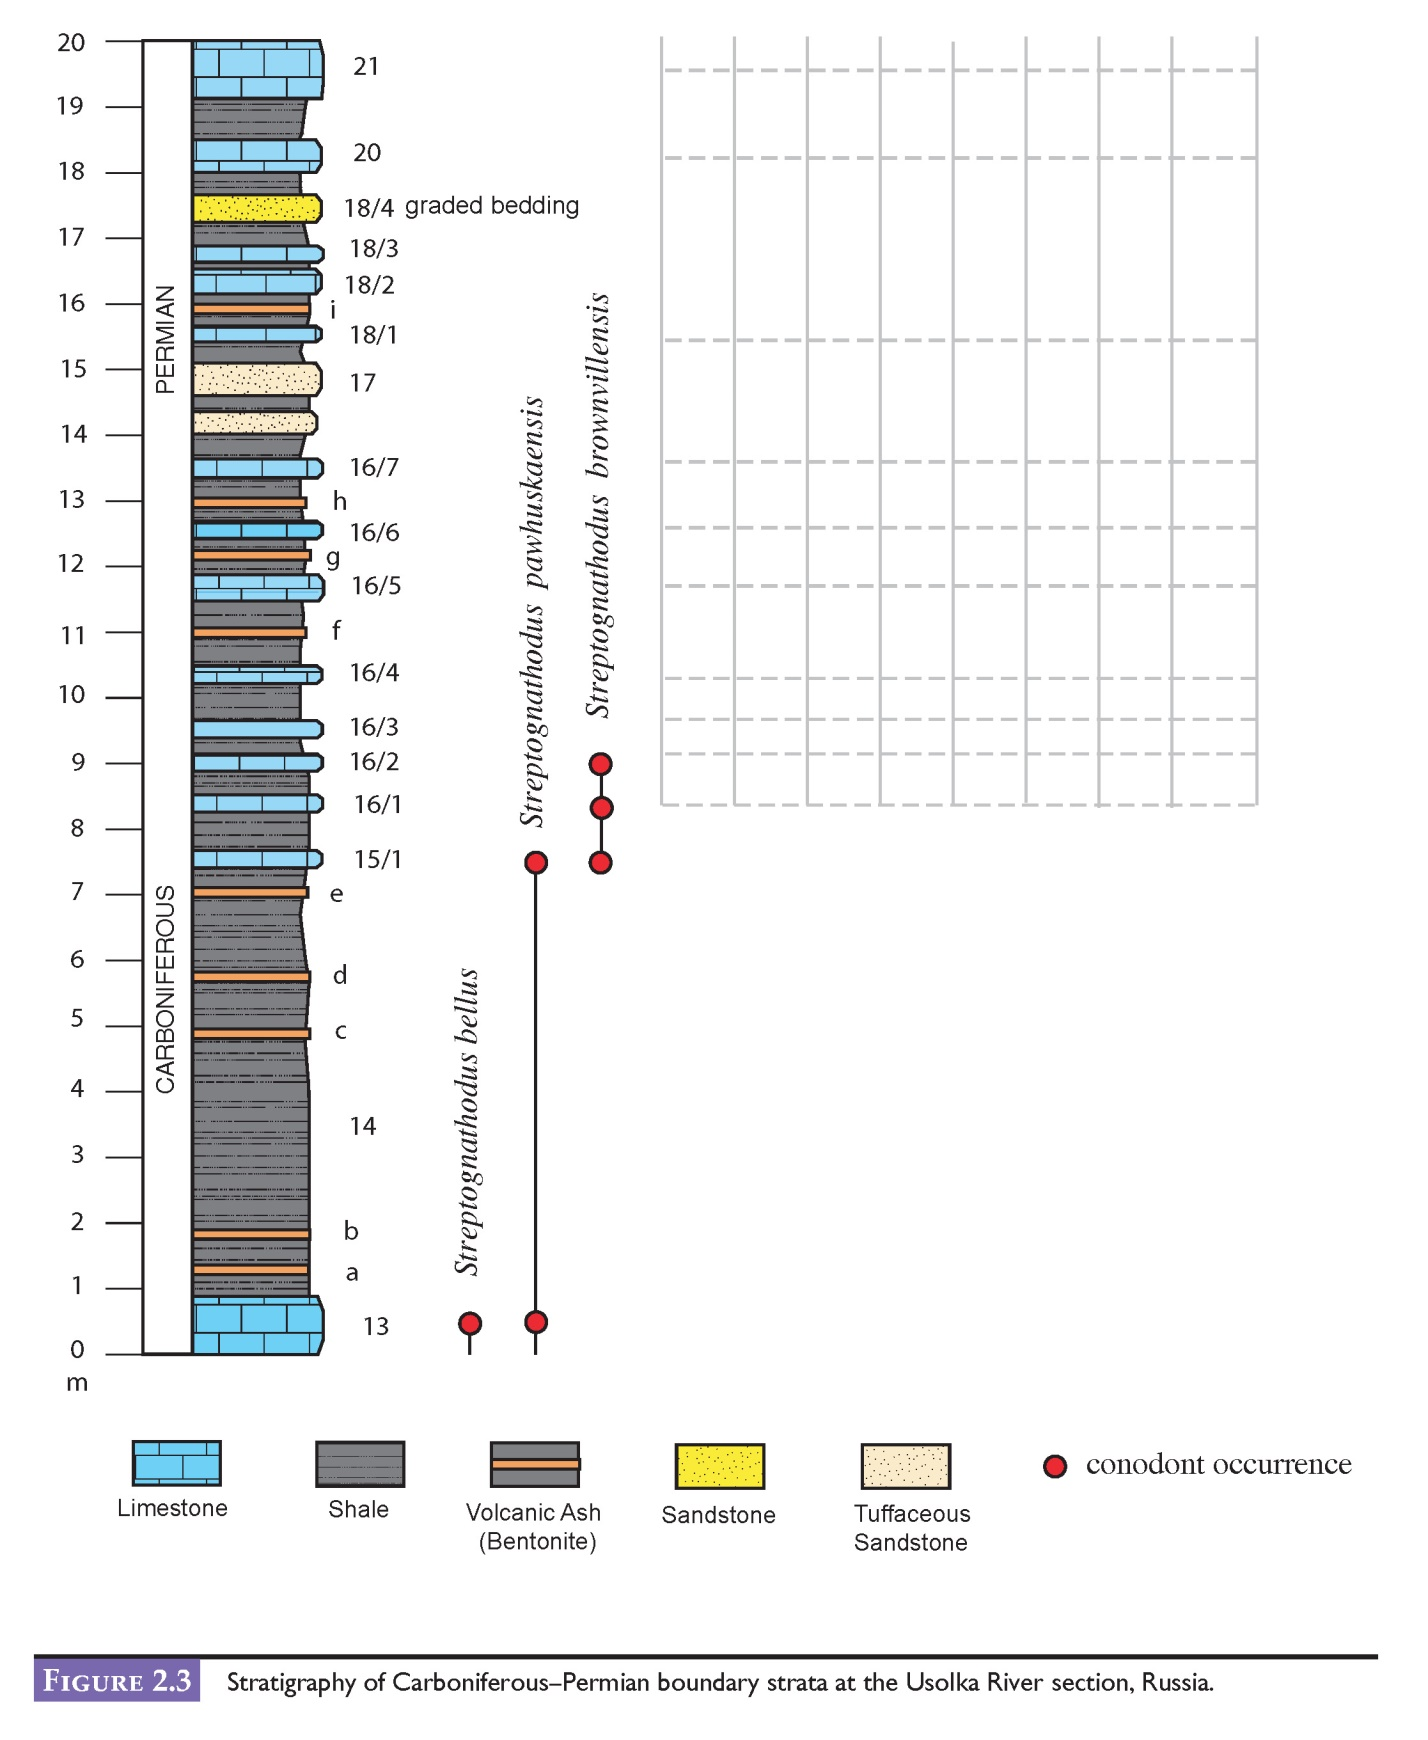 20
21
19
20
18
18/4 graded bedding
17
18/3
18/2
16
i
18/1
15
17
14
16/7
13
h
16/6
12
g
16/5
11
f
16/4
10
16/3
9
16/2
16/1
8
15/1
7
e
6
d
5
c
4
14
3
2
b
1
a
13
0
m
PERMIAN
CARBONIFEROUS
Streptognathodus bellus
Streptognathodus pawhuskaensis
Streptognathodus brownvillensis
Limestone
Shale
Volcanic Ash
(Bentonite)
Sandstone
Tuffaceous
Sandstone
conodont occurrence
FIGURE 2.3 Stratigraphy of Carboniferous–Permian boundary strata at the Usolka River section, Russia.